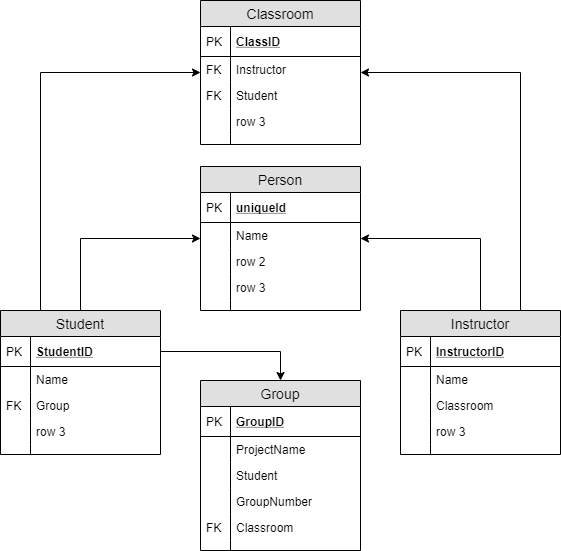 Classroom
PK ClassID
FK Instructor
FK Student
row 3
Person
PK uniqueId
Name
row 2
row 3
Student
PK StudentID
Name
FK Group
row 3
Instructor
PK InstructorID
Name
Classroom
row 3
Group
PK GroupID
ProjectName
Student
GroupNumber
FK Classroom